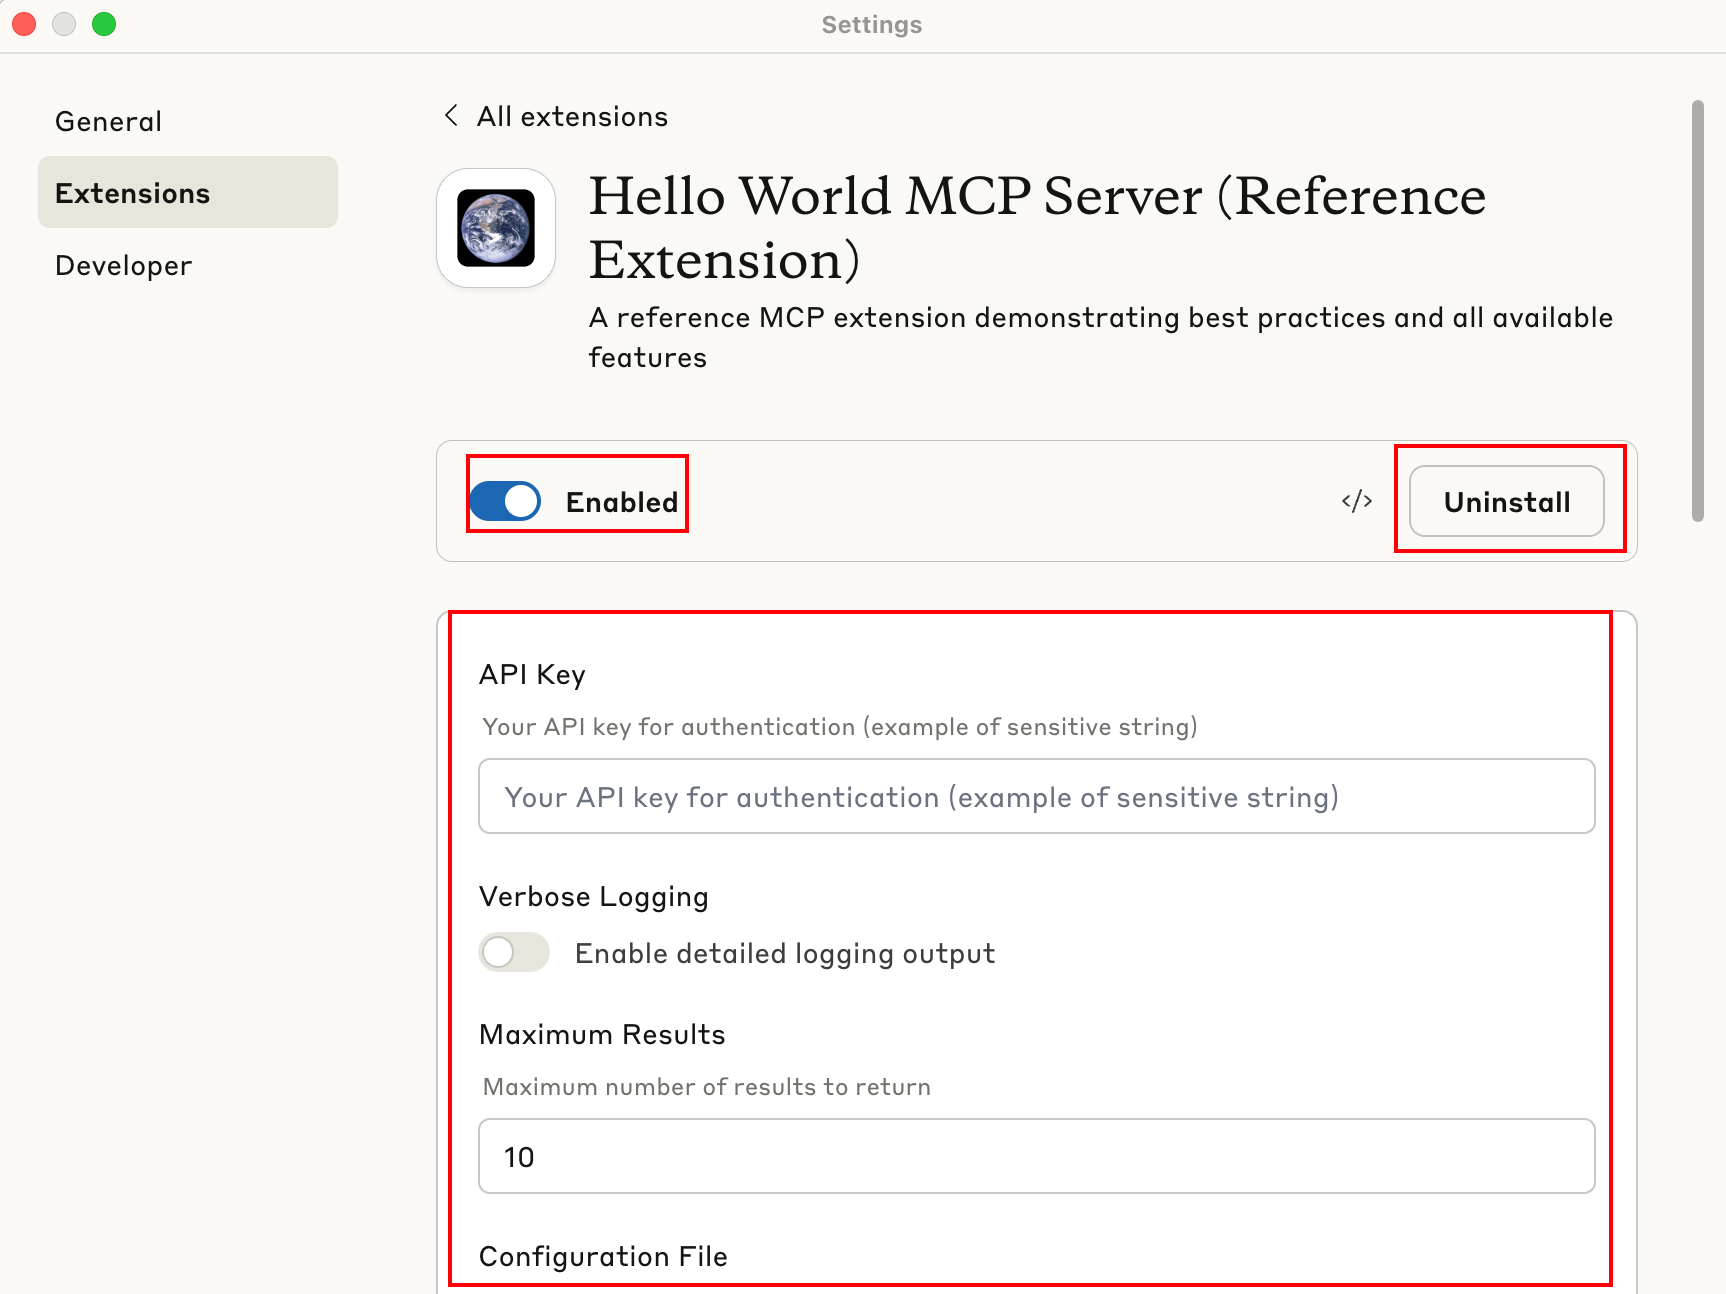 Settings
General
Extensions
Developer
All extensions
Hello World MCP Server (Reference
Extension)
A reference MCP extension demonstrating best practices and all available
features
Enabled
</>
Uninstall
API Key
Your API key for authentication (example of sensitive string)
Your API key for authentication (example of sensitive string)
Verbose Logging
Enable detailed logging output
Maximum Results
Maximum number of results to return
10
Configuration File